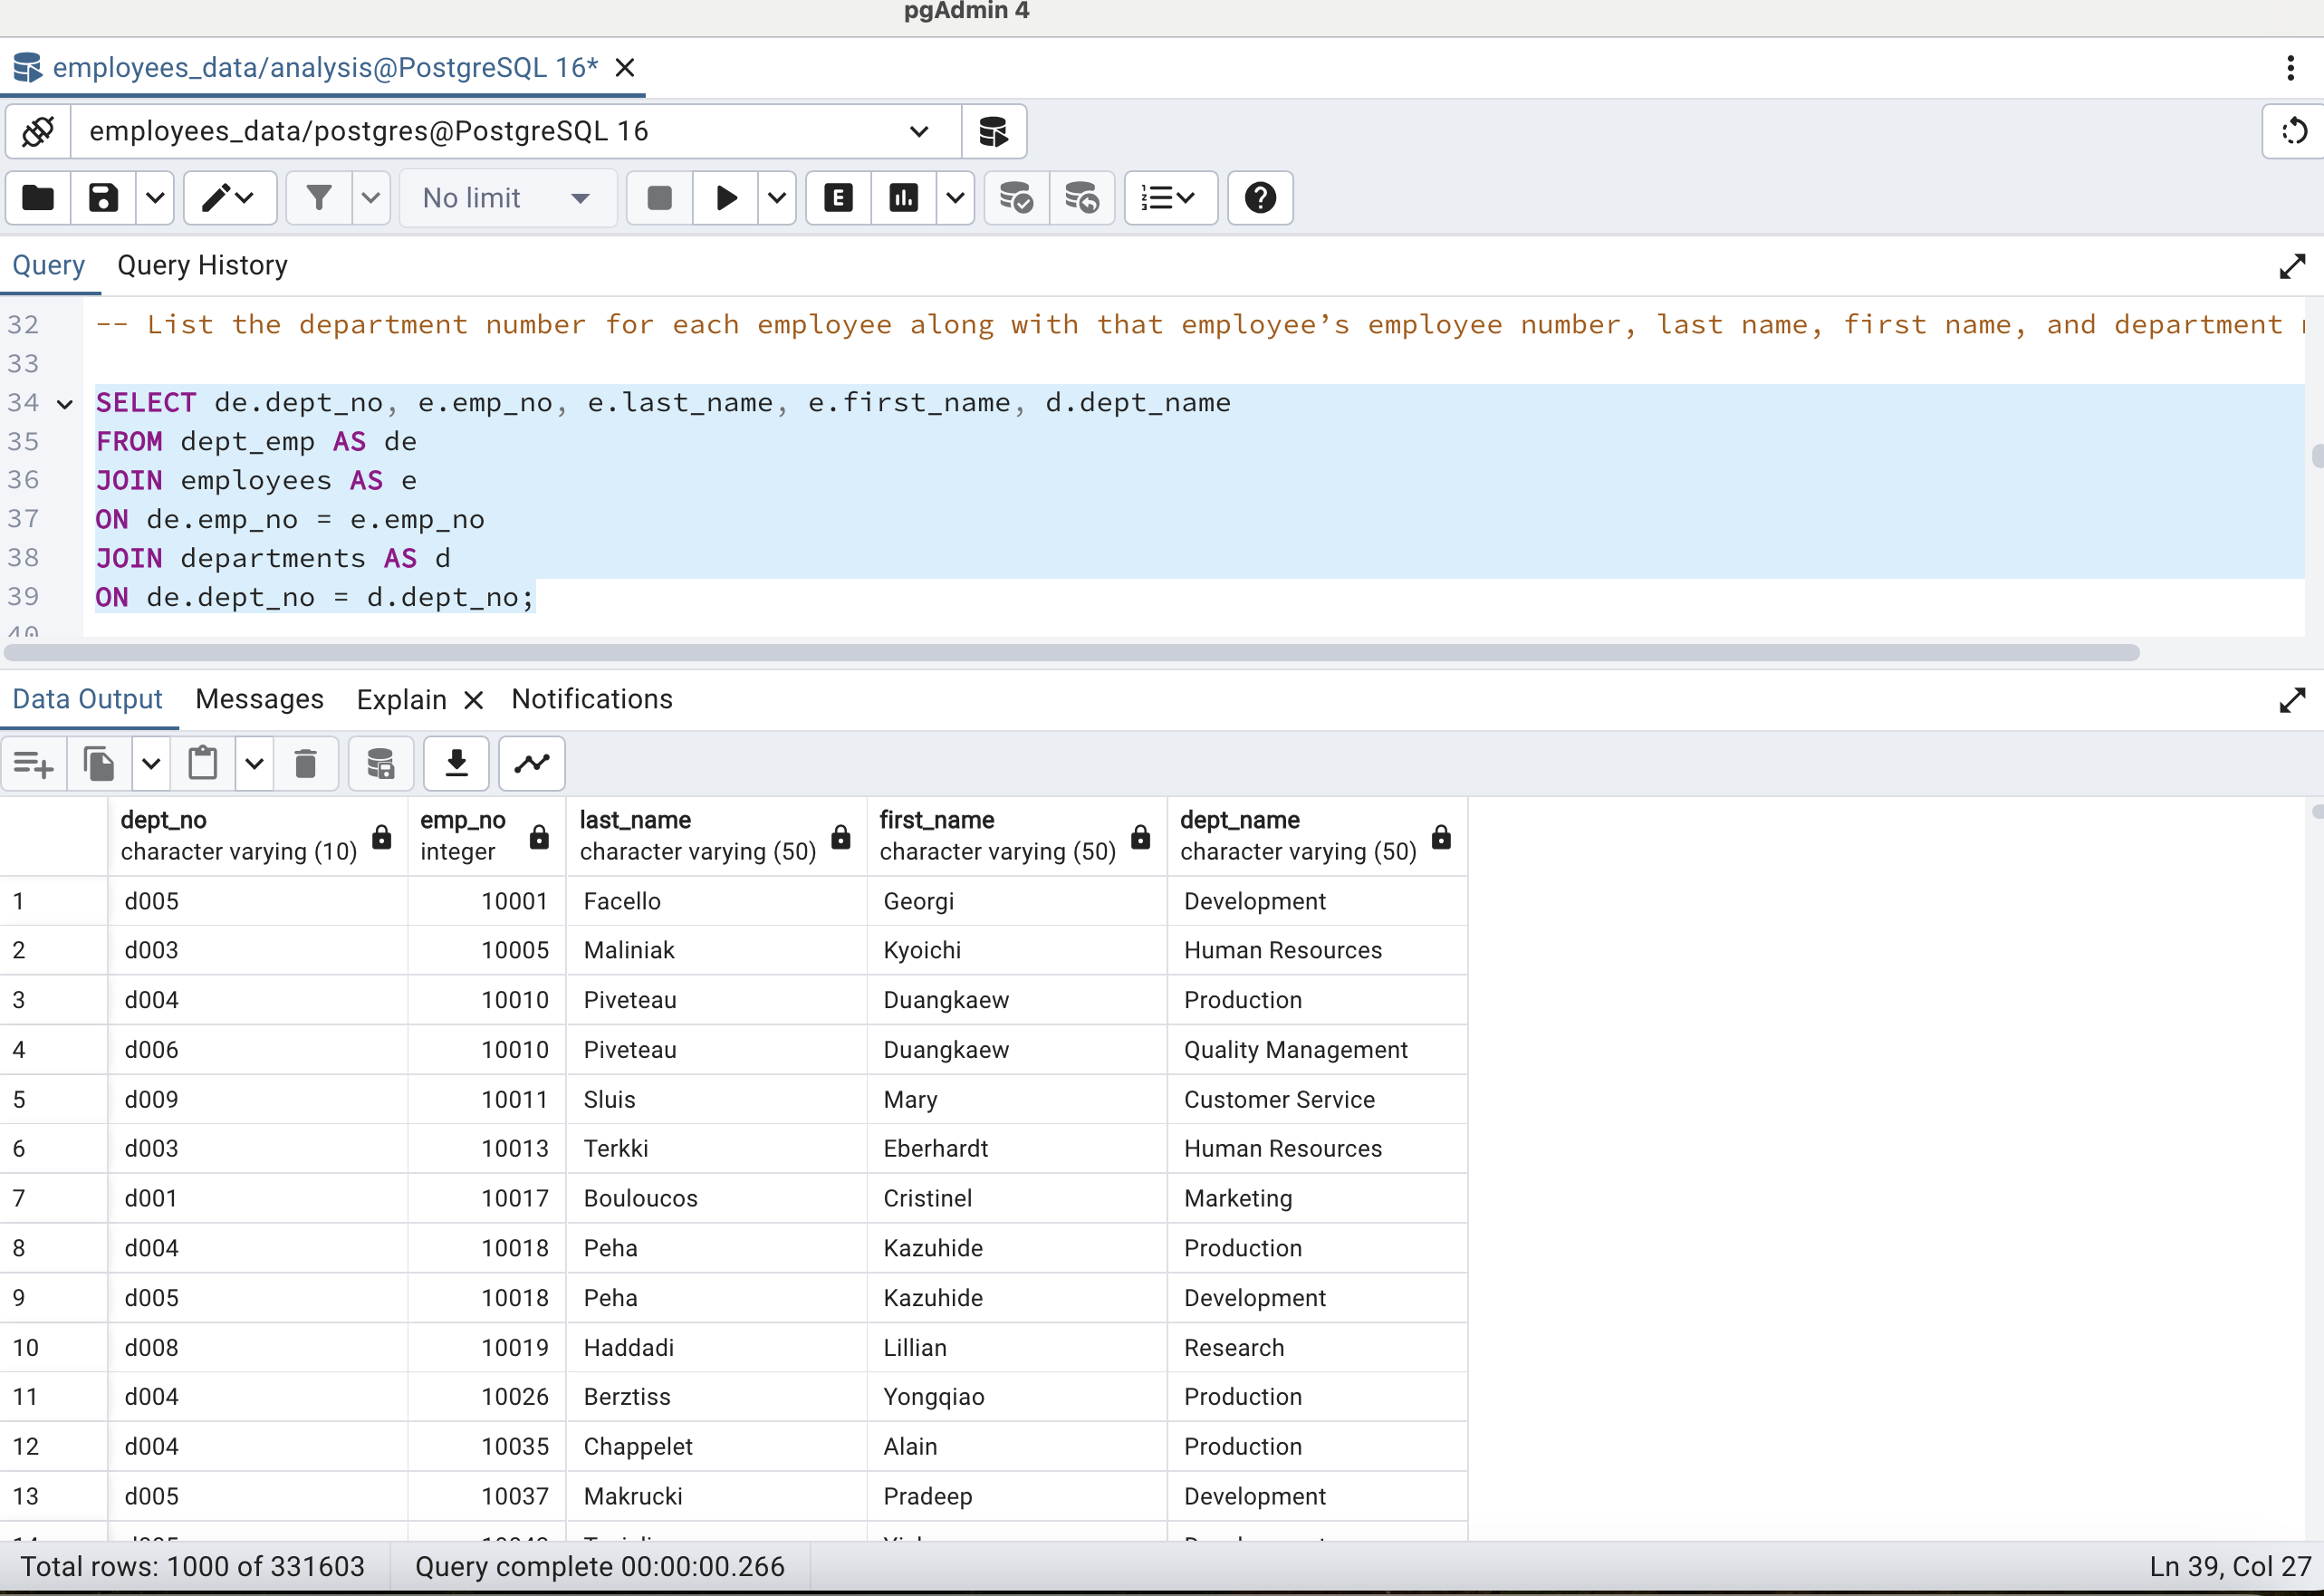 pgAdmin 4
employees_data/analysis@PostgreSQL 16*
employees_data/postgres@PostgreSQL 16
No limit
Query Query History
32 -- List the department number for each employee along with that employee’s employee number, last name, first name, and department
33
34 SELECT de.dept_no, e.emp_no, e.last_name, e.first_name, d.dept_name
35 FROM dept_emp AS de
36 JOIN employees AS e
37 ON de.emp_no = e.emp_no
38 JOIN departments AS d
39 ON de.dept_no = d.dept_no;
40
Data Output Messages Explain Notifications
dept_no emp_no last_name first_name dept_name
character varying (10) integer character varying (50) character varying (50) character varying (50)
1 d005 10001 Facello Georgi Development
2 d003 10005 Maliniak Kyoichi Human Resources
3 d004 10010 Piveteau Duangkaew Production
4 d006 10010 Piveteau Duangkaew Quality Management
5 d009 10011 Sluis Mary Customer Service
6 d003 10013 Terkki Eberhardt Human Resources
7 d001 10017 Bouloucos Cristinel Marketing
8 d004 10018 Peha Kazuhide Production
9 d005 10018 Peha Kazuhide Development
10 d008 10019 Haddadi Lillian Research
11 d004 10026 Berztiss Yongqiao Production
12 d004 10035 Chappelet Alain Production
13 d005 10037 Makrucki Pradeep Development
Total rows: 1000 of 331603 Query complete 00:00:00.266 Ln 39, Col 27